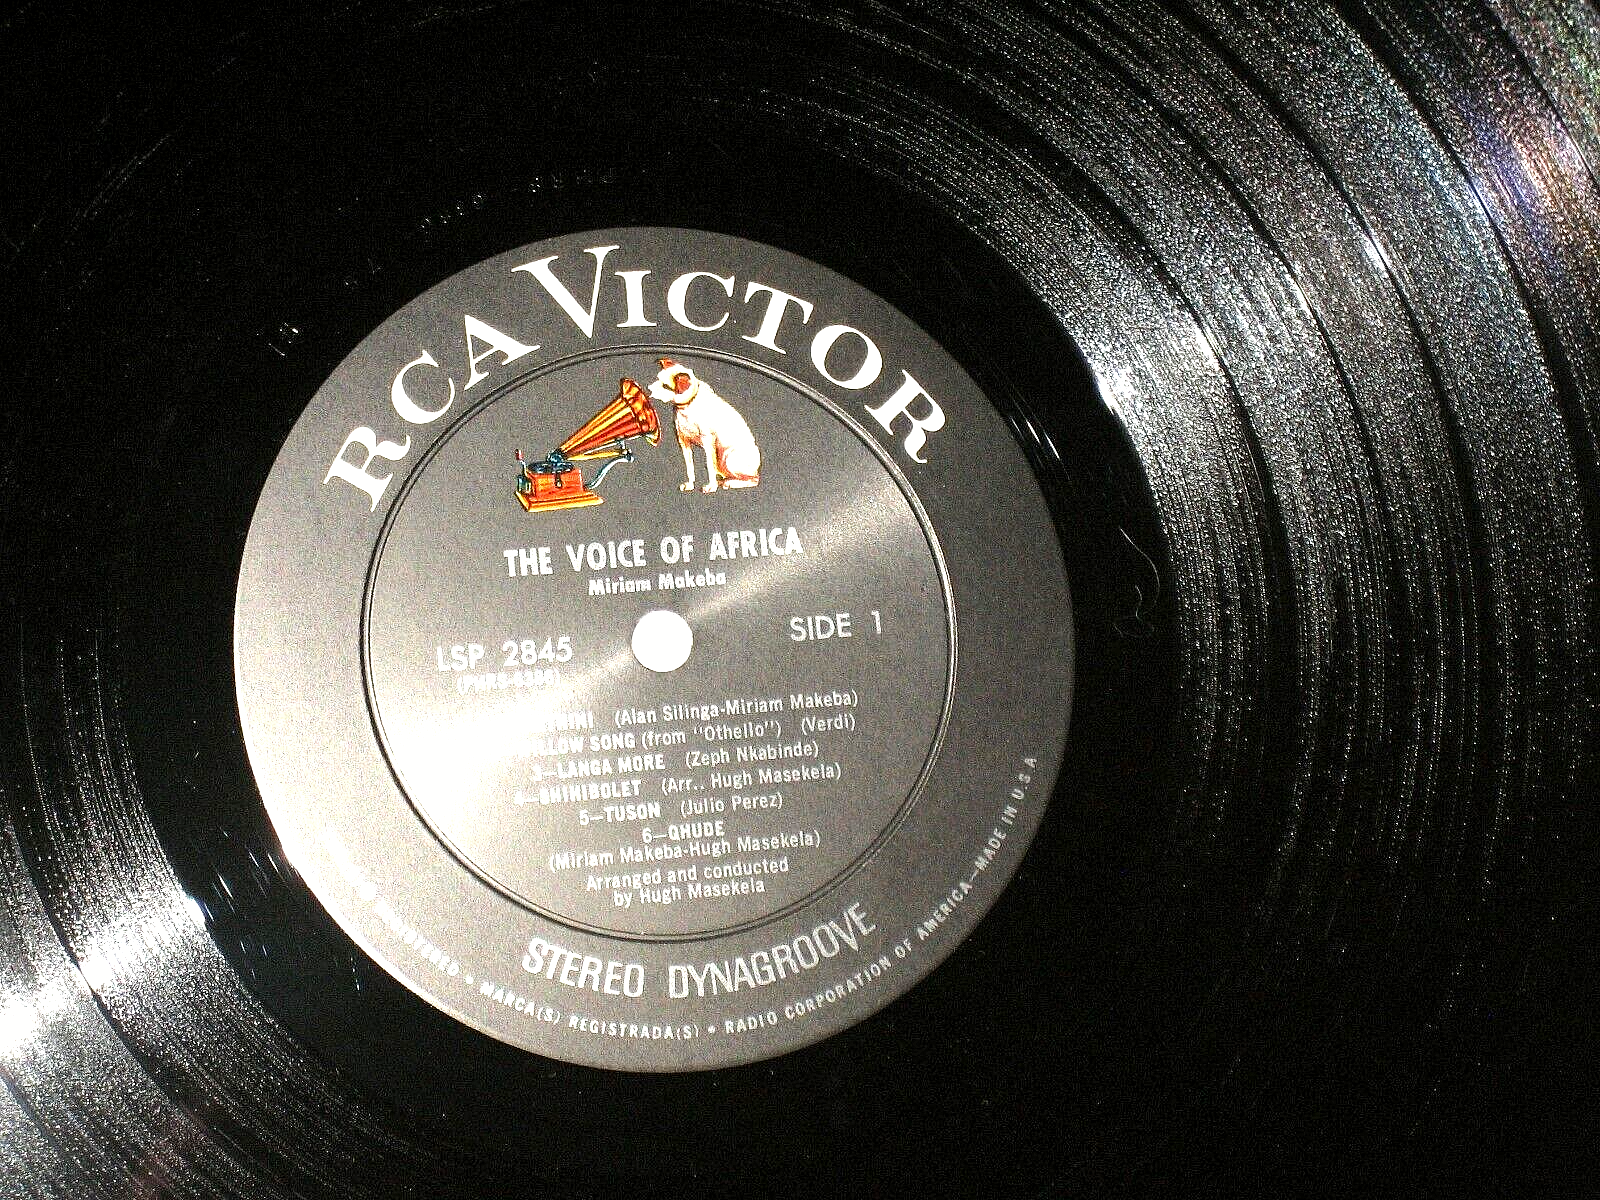 RCA VICTOR
THE VOICE OF AFRICA
Miriam Makeba
LSP 2845
SIDE 1
(Alan Silinga-Miriam Makeba)
SONG (from "Othello") (Verdi)
3—LANGA MORE (Zeph Nkabinde)
(Arr.. Hugh Masekela)
5—TUSON (Julio Perez)
6—QHUDE
(Miriam Makeba-Hugh Masekela)
Arranged and conducted
by Hugh Masekela
STEREO DYNAGROOVE
• MARCA(S) REGISTRADA(S) • RADIO CORPORATION OF AMERICA—MADE IN U.S.A